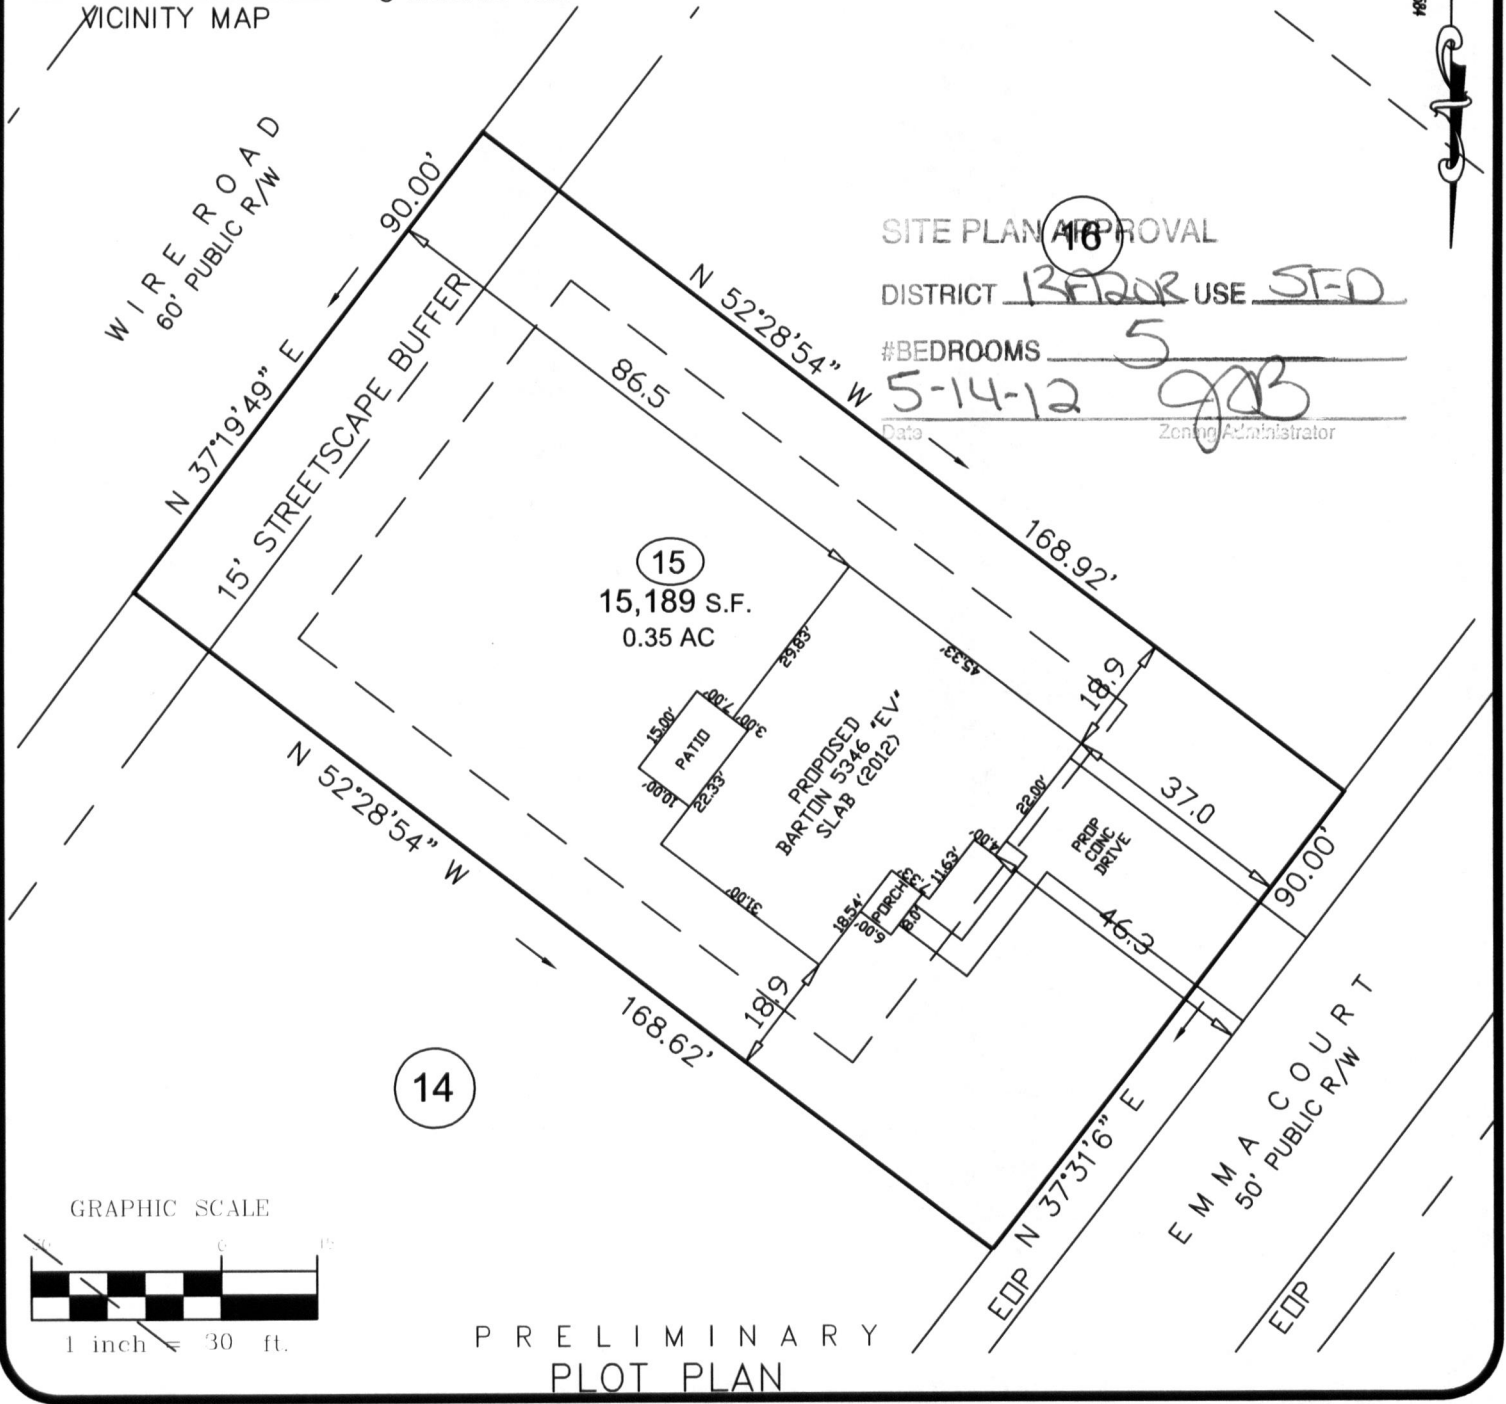 VICINITY MAP
684
WIRE ROAD
60' PUBLIC R/W
90.00'
N 37°19'49" E
15' STREETSCAPE BUFFER
86.5
N 52°28'54" W
168.92'
16
SITE PLAN APPROVAL
DISTRICT RA20R USE SFD
#BEDROOMS 5
5-14-12
Date Zoning Administrator
15
15,189 S.F.
0.35 AC
29.83'
45.33'
18.9
15.00'
7.00'
3.00'
PATIO
10.00'
22.33'
PROPOSED
BARTON 5346 "EV"
SLAB (2012)
22.00'
37.0
PROP
CONC
DRIVE
90.00'
4.00'
11.63'
PORCH
18.54'
6.00'
31.00'
46.3
18.9
N 52°28'54" W
168.62'
14
N 37°31'6" E
EMMA COURT
50' PUBLIC R/W
EOP
EOP
GRAPHIC SCALE
0
1 inch = 30 ft.
PRELIMINARY
PLOT PLAN